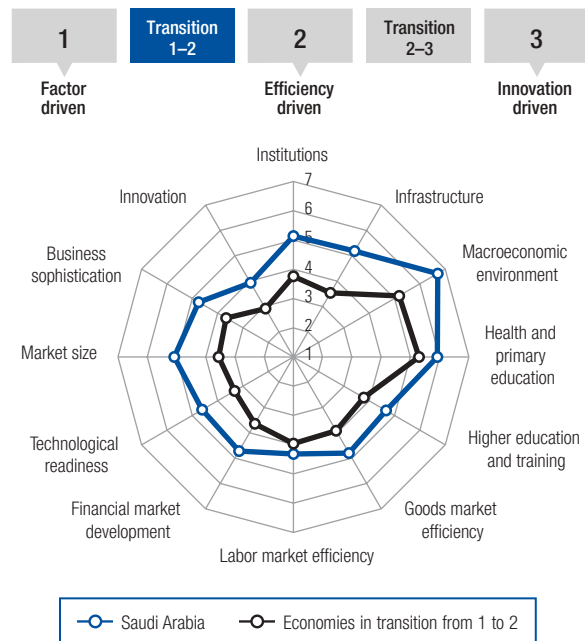 1
Transition
1–2
2
Transition
2–3
3
Factor
driven
Efficiency
driven
Innovation
driven
Institutions
7
Innovation
Infrastructure
6
5
Business
sophistication
Macroeconomic
environment
4
3
2
Market size
1
Health and
primary
education
Technological
readiness
Higher education
and training
Financial market
development
Goods market
efficiency
Labor market efficiency
Saudi Arabia
Economies in transition from 1 to 2